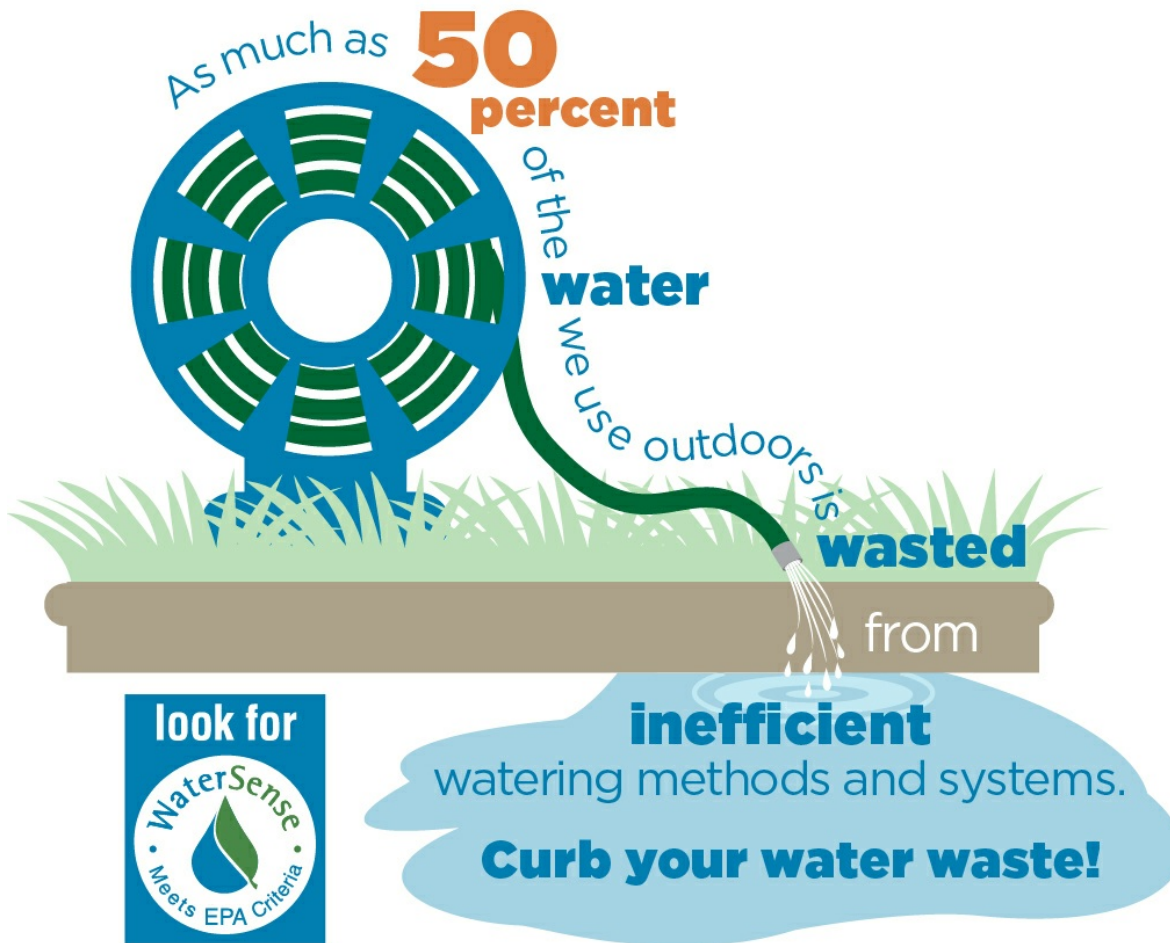 As much as 50
percent
of the
water
we use outdoors is
wasted
from
inefficient
watering methods and systems.
Curb your water waste!
look for
WaterSense
Meets EPA Criteria